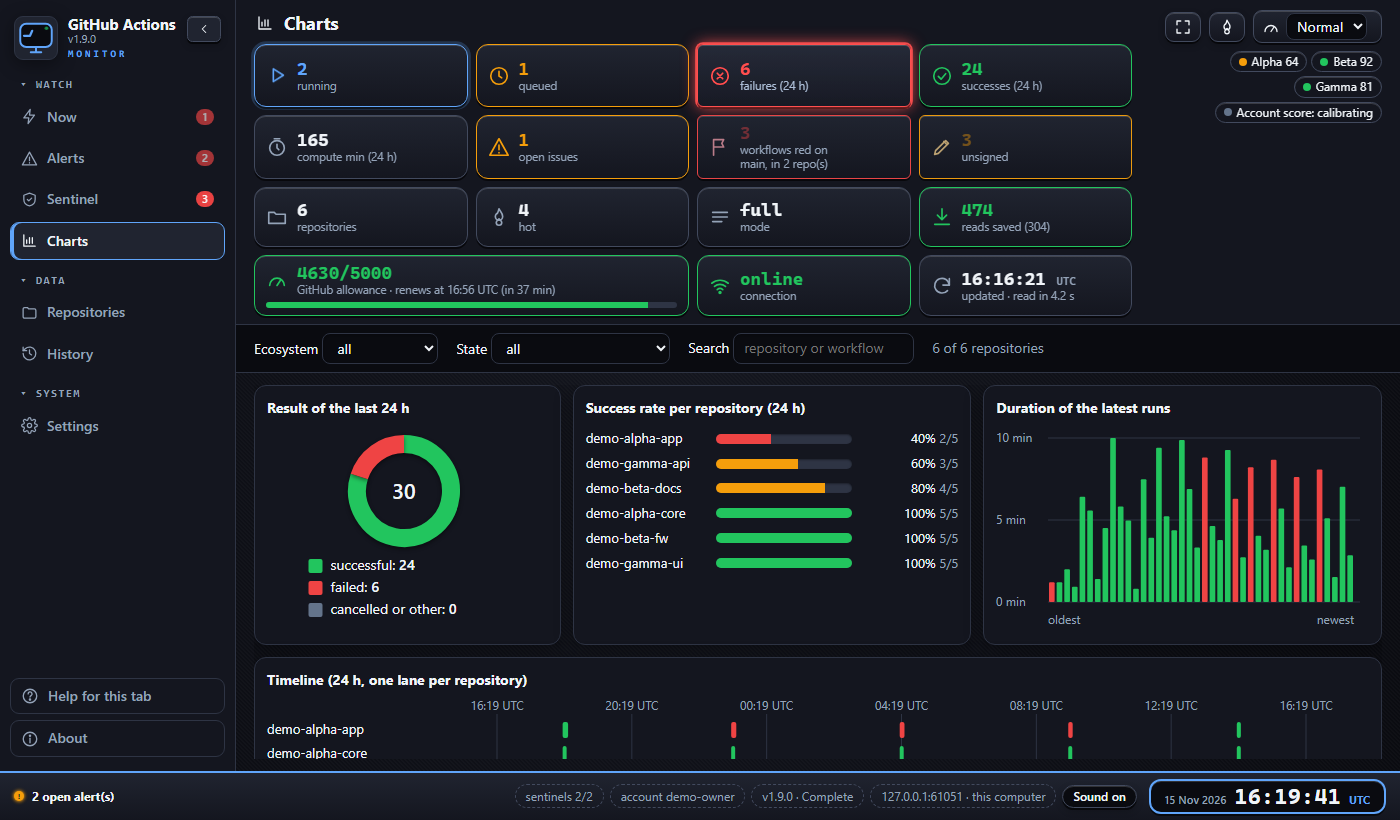 GitHub Actions
v1.9.0
MONITOR
WATCH
Now 1
Alerts 2
Sentinel 3
Charts
DATA
Repositories
History
SYSTEM
Settings
Help for this tab
About
Charts
Normal
Alpha 64
Beta 92
Gamma 81
Account score: calibrating
2
running
1
queued
6
failures (24 h)
24
successes (24 h)
165
compute min (24 h)
1
open issues
3
workflows red on
main, in 2 repo(s)
3
unsigned
6
repositories
4
hot
full
mode
474
reads saved (304)
4630/5000
GitHub allowance · renews at 16:56 UTC (in 37 min)
online
connection
16:16:21 UTC
updated · read in 4.2 s
Ecosystem all State all Search repository or workflow 6 of 6 repositories
Result of the last 24 h
30
successful: 24
failed: 6
cancelled or other: 0
Success rate per repository (24 h)
demo-alpha-app 40% 2/5
demo-gamma-api 60% 3/5
demo-beta-docs 80% 4/5
demo-alpha-core 100% 5/5
demo-beta-fw 100% 5/5
demo-gamma-ui 100% 5/5
Duration of the latest runs
10 min
5 min
0 min
oldest newest
Timeline (24 h, one lane per repository)
16:19 UTC 20:19 UTC 00:19 UTC 04:19 UTC 08:19 UTC 12:19 UTC 16:19 UTC
demo-alpha-app
demo-alpha-core
2 open alert(s)
sentinels 2/2
account demo-owner
v1.9.0 · Complete
127.0.0.1:61051 · this computer
Sound on
15 Nov 2026 16:19:41 UTC